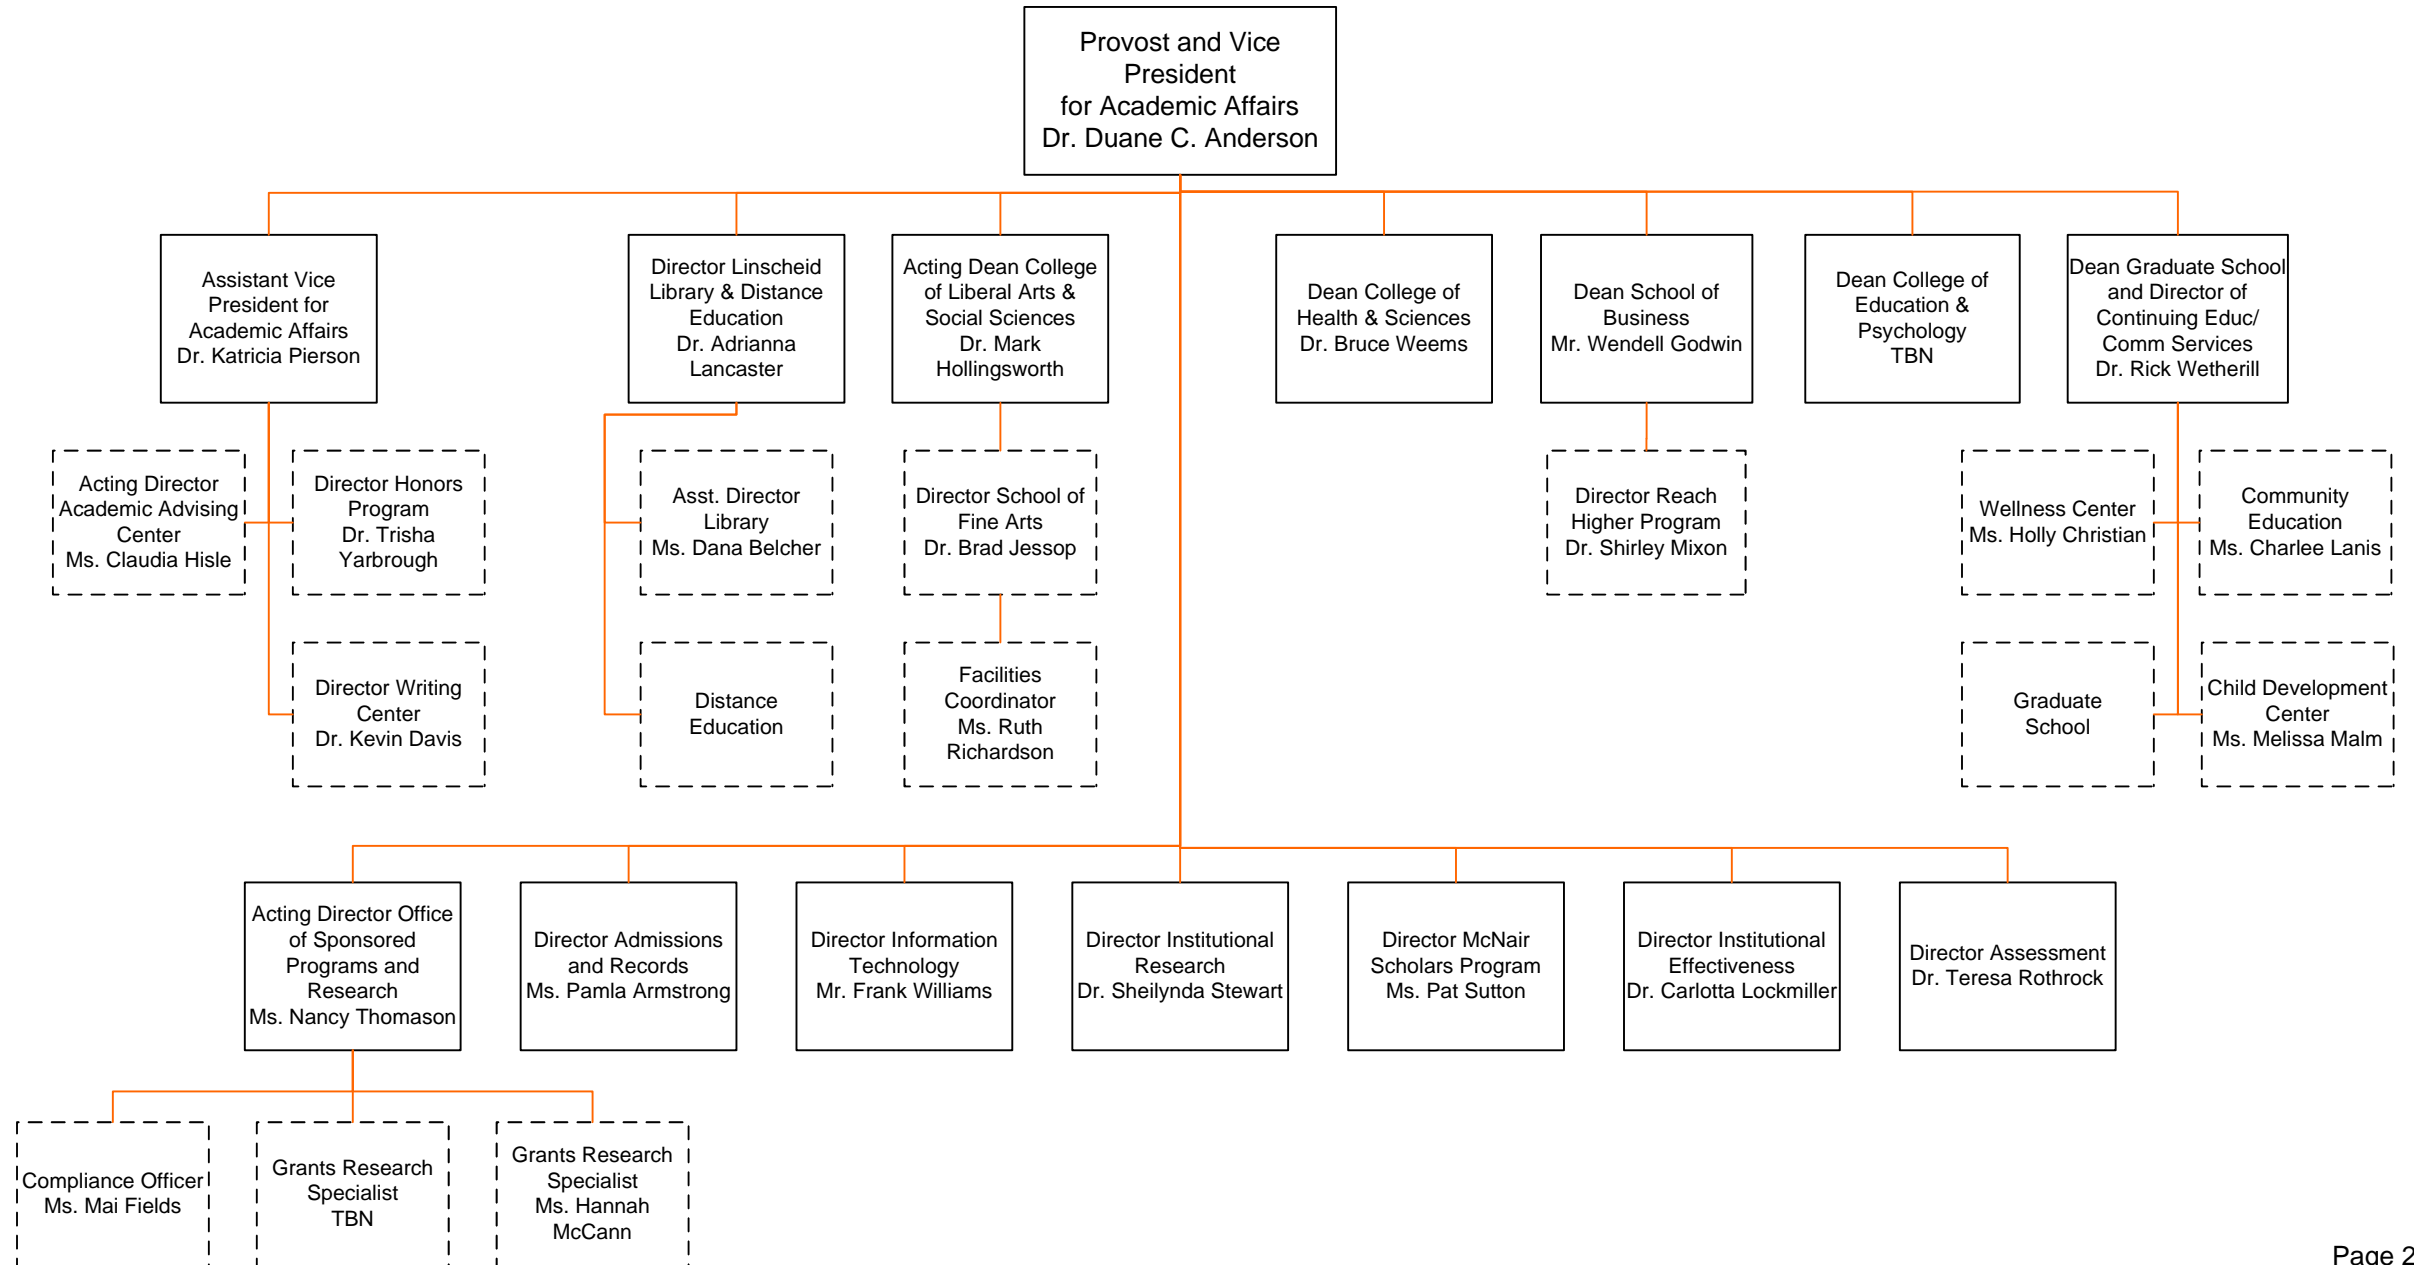 Provost and Vice
President
for Academic Affairs
Dr. Duane C. Anderson
Assistant Vice
President for
Academic Affairs
Dr. Katricia Pierson
Director Linscheid
Library & Distance
Education
Dr. Adrianna
Lancaster
Acting Dean College
of Liberal Arts &
Social Sciences
Dr. Mark
Hollingsworth
Dean College of
Health & Sciences
Dr. Bruce Weems
Dean School of
Business
Mr. Wendell Godwin
Dean College of
Education &
Psychology
TBN
Dean Graduate School
and Director of
Continuing Educ/
Comm Services
Dr. Rick Wetherill
Acting Director
Academic Advising
Center
Ms. Claudia Hisle
Director Honors
Program
Dr. Trisha
Yarbrough
Asst. Director
Library
Ms. Dana Belcher
Director School of
Fine Arts
Dr. Brad Jessop
Director Reach
Higher Program
Dr. Shirley Mixon
Wellness Center
Ms. Holly Christian
Community
Education
Ms. Charlee Lanis
Director Writing
Center
Dr. Kevin Davis
Distance
Education
Facilities
Coordinator
Ms. Ruth
Richardson
Graduate
School
Child Development
Center
Ms. Melissa Malm
Acting Director Office
of Sponsored
Programs and
Research
Ms. Nancy Thomason
Director Admissions
and Records
Ms. Pamla Armstrong
Director Information
Technology
Mr. Frank Williams
Director Institutional
Research
Dr. Sheilynda Stewart
Director McNair
Scholars Program
Ms. Pat Sutton
Director Institutional
Effectiveness
Dr. Carlotta Lockmiller
Director Assessment
Dr. Teresa Rothrock
Compliance Officer
Ms. Mai Fields
Grants Research
Specialist
TBN
Grants Research
Specialist
Ms. Hannah
McCann
Page 2